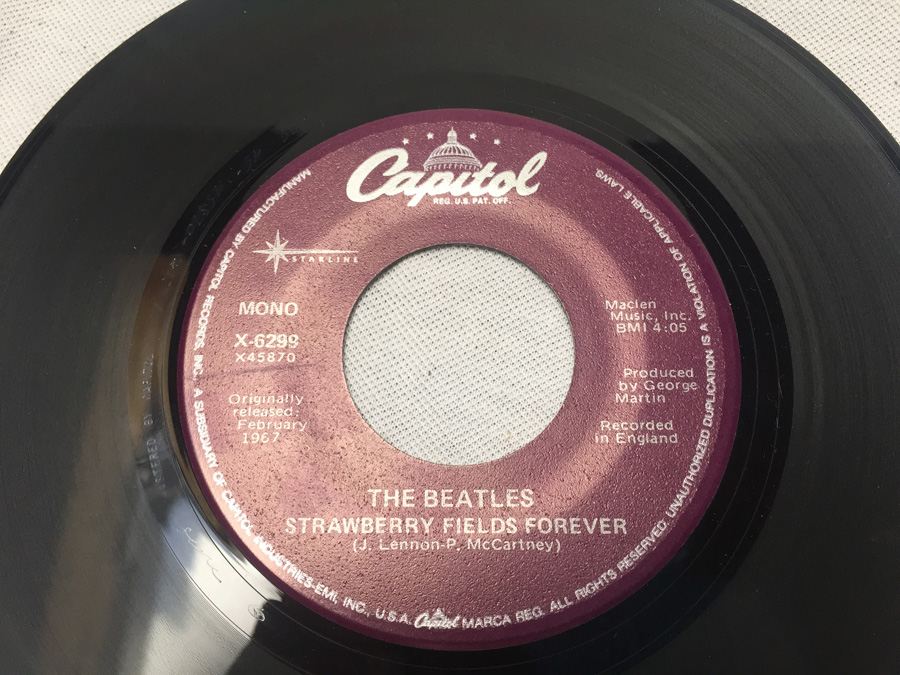 Capitol
REG. U.S. PAT. OFF.
STARLINE
MONO
X-6299
X45870
Originally
released:
February
1967
Maclen
Music, Inc.
BMI 4:05
Produced
by George
Martin
Recorded
in England
THE BEATLES
STRAWBERRY FIELDS FOREVER
(J. Lennon-P. McCartney)
MANUFACTURED BY CAPITOL RECORDS, INC. A SUBSIDIARY OF CAPITOL INDUSTRIES-EMI, INC., U.S.A. Capitol MARCA REG. ALL RIGHTS RESERVED. UNAUTHORIZED DUPLICATION IS A VIOLATION OF APPLICABLE LAWS